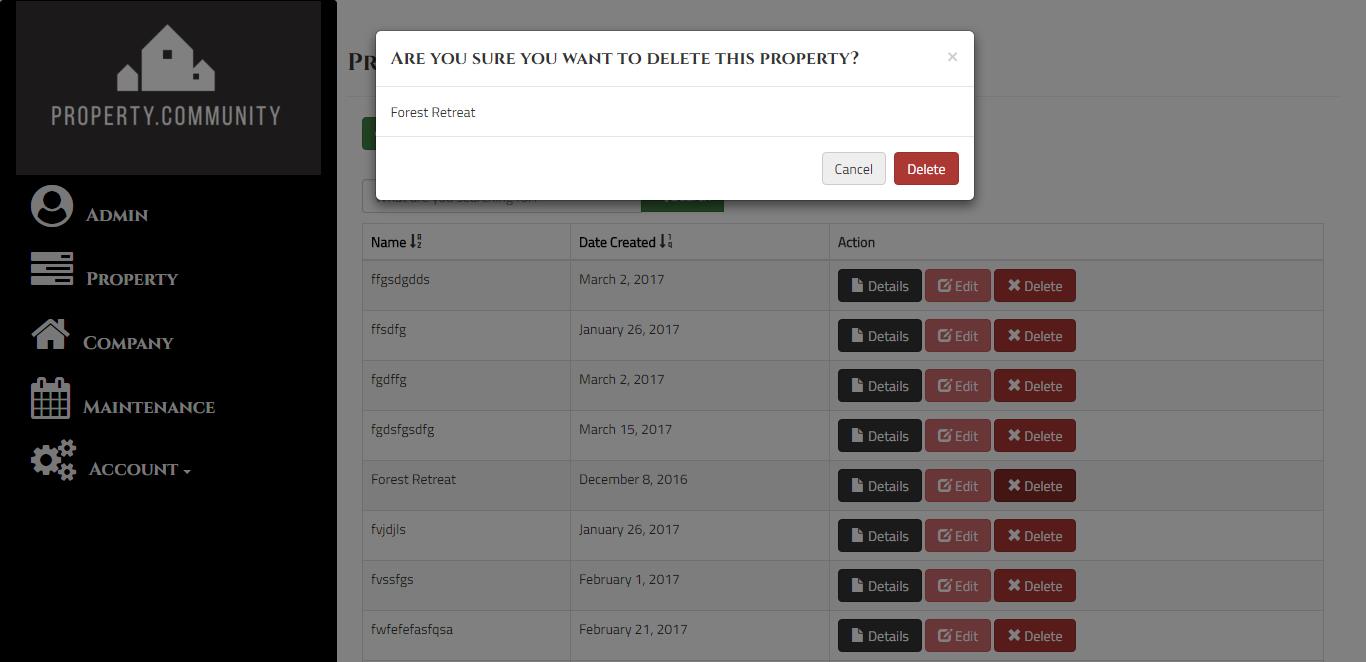 PROPERTY.COMMUNITY
Admin
Property
Company
Maintenance
Account
Pr
Are you sure you want to delete this property? ×
Forest Retreat
Cancel Delete
Name Date Created Action
ffgsdgdds March 2, 2017 Details Edit Delete
ffsdfg January 26, 2017 Details Edit Delete
fgdffg March 2, 2017 Details Edit Delete
fgdsfgsdfg March 15, 2017 Details Edit Delete
Forest Retreat December 8, 2016 Details Edit Delete
fvjdjls January 26, 2017 Details Edit Delete
fvssfgs February 1, 2017 Details Edit Delete
fwfefefasfqsa February 21, 2017 Details Edit Delete